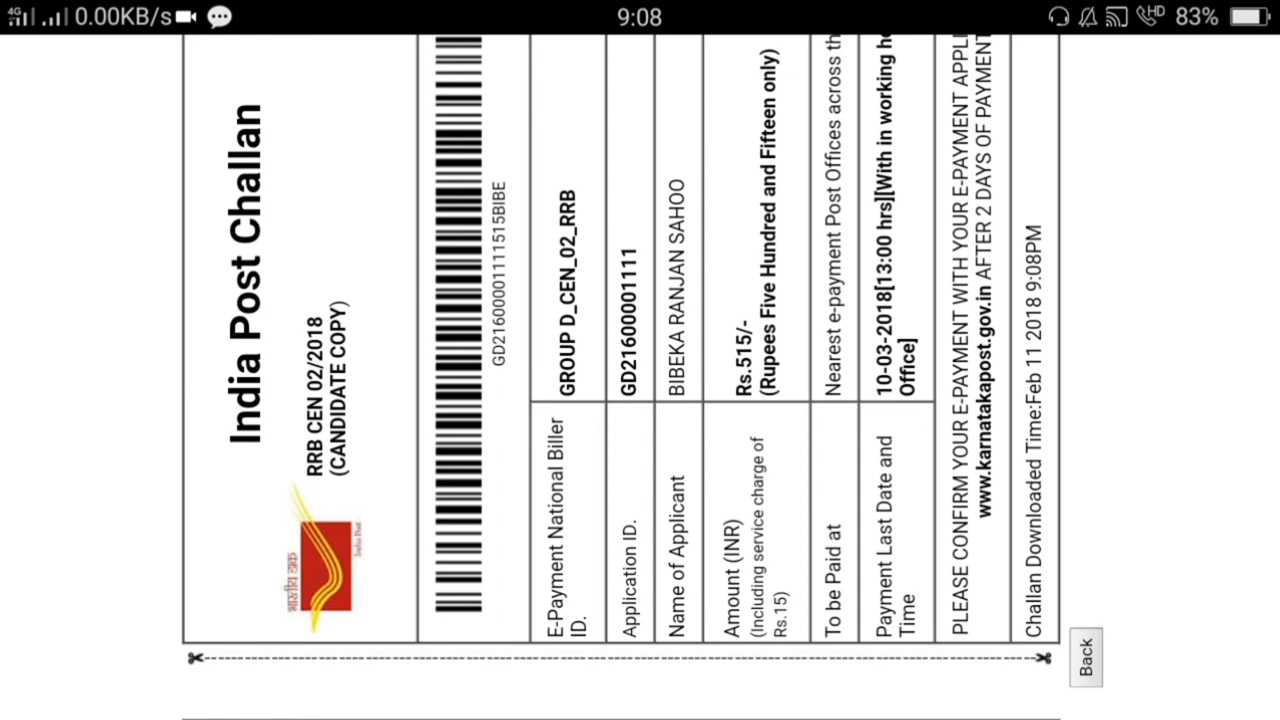 4G 0.00KB/s 9:08 HD 83%
India Post Challan
भारतीय डाक
India Post
RRB CEN 02/2018
(CANDIDATE COPY)
GD21600001111515BIBE
E-Payment National Biller
ID.
GROUP D_CEN_02_RRB
Application ID.
GD21600001111
Name of Applicant
BIBEKA RANJAN SAHOO
Amount (INR)
(Including service charge of
Rs.15)
Rs.515/-
(Rupees Five Hundred and Fifteen only)
To be Paid at
Nearest e-payment Post Offices across th
Payment Last Date and
Time
10-03-2018[13:00 hrs][With in working h
Office]
PLEASE CONFIRM YOUR E-PAYMENT WITH YOUR E-PAYMENT APPLI
www.karnatakapost.gov.in AFTER 2 DAYS OF PAYMENT
Challan Downloaded Time:Feb 11 2018 9:08PM
Back